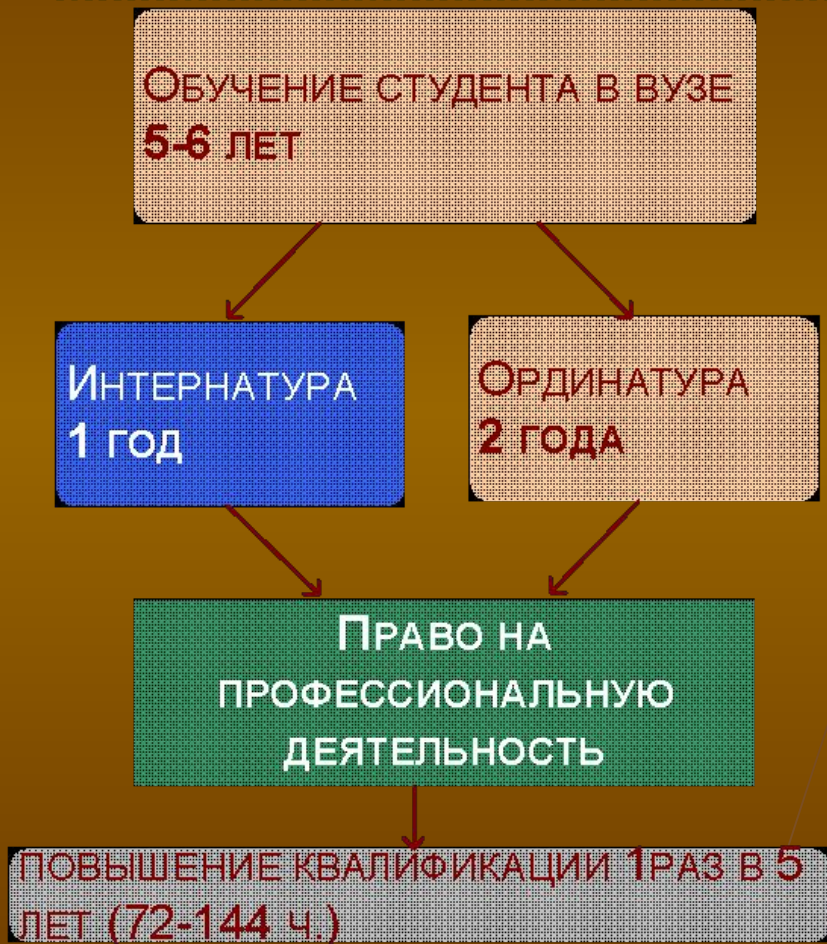 ОБУЧЕНИЕ СТУДЕНТА В ВУЗЕ
5-6 ЛЕТ
ИНТЕРНАТУРА
1 ГОД
ОРДИНАТУРА
2 ГОДА
ПРАВО НА
ПРОФЕССИОНАЛЬНУЮ
ДЕЯТЕЛЬНОСТЬ
ПОВЫШЕНИЕ КВАЛИФИКАЦИИ 1РАЗ В 5
ЛЕТ (72-144 Ч.)